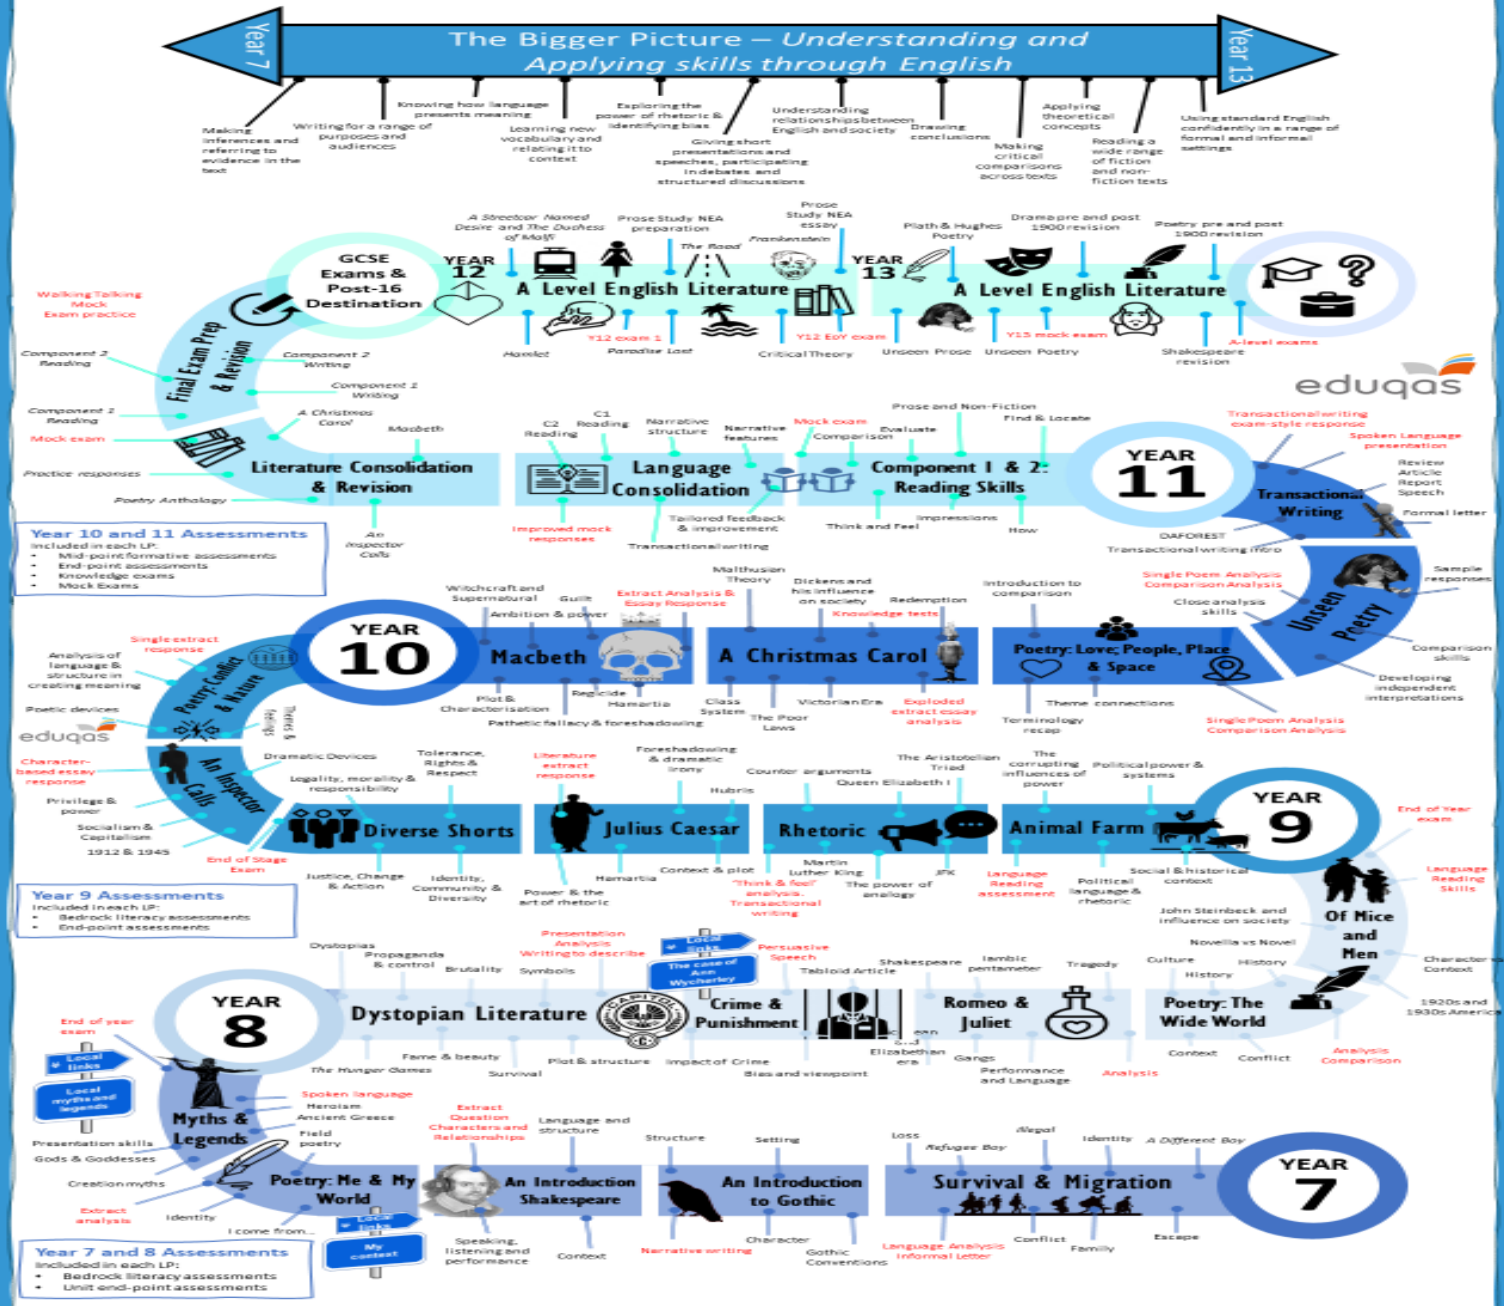 Year 7
The Bigger Picture – Understanding and
Applying skills through English
Year 13
Making
inferences and
referring to
evidence in the
text
Writing for a range of
purposes and
audiences
Knowing how language
presents meaning
Learning new
vocabulary and
relating it to
context
Exploring the
power of rhetoric &
identifying bias
Giving short
presentations and
speeches, participating
in debates and
structured discussions
Understanding
relationships between
English and society
Drawing
conclusions
Making
critical
comparisons
across texts
Applying
theoretical
concepts
Reading a
wide range
of fiction
and non-
fiction texts
Using standard English
confidently in a range of
formal and informal
settings
GCSE
Exams &
Post-16
Destination
YEAR
12
A Streetcar Named
Desire and The Duchess
of Malfi
Prose Study NEA
preparation
The Road
Frankenstein
Prose
Study NEA
essay
A Level English Literature
Hamlet
Y12 exam 1
Paradise Lost
Critical Theory
Y12 EoY exam
YEAR
13
Plath & Hughes
Poetry
Drama pre and post
1900 revision
Poetry pre and post
1900 revision
A Level English Literature
Unseen Prose
Unseen Poetry
Y13 mock exam
Shakespeare
revision
A-level exams
Walking Talking
Mock
Exam practice
Final Exam Prep
& Revision
Component 2
Reading
Component 2
Writing
Component 1
Writing
Component 1
Reading
A Christmas
Carol
Macbeth
Mock exam
Practice responses
Poetry Anthology
Literature Consolidation
& Revision
An
Inspector
Calls
C2
Reading
C1
Reading
Narrative
structure
Narrative
features
Language
Consolidation
Improved mock
responses
Transactional writing
Tailored feedback
& improvement
Mock exam
Comparison
Evaluate
Prose and Non-Fiction
Find & Locate
Component 1 & 2:
Reading Skills
Think and Feel
Impressions
How
YEAR
11
eduqas
Transactional writing
exam-style response
Spoken Language
presentation
Review
Article
Report
Speech
Formal letter
Transactional
Writing
DAFOREST
Transactional writing intro
Year 10 and 11 Assessments
Included in each LP:
• Mid-point formative assessments
• End-point assessments
• Knowledge exams
• Mock Exams
Single Poem Analysis
Comparison Analysis
Close analysis
skills
Sample
responses
Unseen
Poetry
Comparison
skills
Developing
independent
interpretations
YEAR
10
Witchcraft and
Supernatural
Ambition & power
Guilt
Extract Analysis &
Essay Response
Macbeth
Plot &
Characterisation
Pathetic fallacy & foreshadowing
Regicide
Hamartia
Malthusian
Theory
Dickens and
his influence
on society
Redemption
Knowledge tests
A Christmas Carol
Class
System
The Poor
Laws
Victorian Era
Exploded
extract essay
analysis
Introduction to
comparison
Poetry: Love; People, Place
& Space
Terminology
recap
Theme connections
Single Poem Analysis
Comparison Analysis
Single extract
response
Analysis of
language &
structure in
creating meaning
Poetic devices
Poetry: Conflict
& Nature
Themes &
feelings
eduqas
Character-
based essay
response
Privilege &
power
Socialism &
Capitalism
1912 & 1945
End of Stage
Exam
An Inspector
Calls
Dramatic Devices
Legality, morality &
responsibility
Tolerance,
Rights &
Respect
Diverse Shorts
Justice, Change
& Action
Identity,
Community &
Diversity
Literature
extract
response
Foreshadowing
& dramatic
irony
Hubris
Julius Caesar
Power & the
art of rhetoric
Hamartia
Context & plot
Counter arguments
Queen Elizabeth I
The Aristotelian
Triad
Rhetoric
"Think & feel"
analysis.
Transactional
writing
Martin
Luther King
The power of
analogy
JFK
The
corrupting
influences of
power
Political power &
systems
Animal Farm
Language
Reading
assessment
Political
language &
rhetoric
Social & historical
context
YEAR
9
End of Year
exam
Language
Reading
Skills
Of Mice
and
Men
John Steinbeck and
influence on society
Novella vs Novel
Character
Context
1920s and
1930s America
Year 9 Assessments
Included in each LP:
• Bedrock literacy assessments
• End-point assessments
YEAR
8
Dystopias
Propaganda
& control
Brutality
Presentation
Analysis
Writing to describe
Symbols
Dystopian Literature
CAPITOL
The Hunger Games
Fame & beauty
Survival
Plot & structure
Local
links
The case of
Ann
Wycherley
Persuasive
Speech
Tabloid Article
Crime &
Punishment
Impact of Crime
Bias and viewpoint
Shakespeare
Iambic
pentameter
Tragedy
Romeo &
Juliet
Elizabethan
era
Gangs
Performance
and Language
Analysis
Culture
History
History
Poetry: The
Wide World
Context
Conflict
Analysis
Comparison
End of year
exam
Local
links
Local
myths and
legends
Myths &
Legends
Spoken language
Heroism
Ancient Greece
Presentation skills
Gods & Goddesses
Creation myths
Extract
analysis
Field
poetry
Poetry: Me & My
World
Identity
I come from...
Local
links
My
context
Extract
Question
Characters and
Relationships
Language and
structure
An Introduction
Shakespeare
Speaking,
listening and
performance
Context
Structure
Setting
An Introduction
to Gothic
Narrative writing
Character
Gothic
Conventions
Loss
Refugee Boy
Illegal
Identity
A Different Boy
Survival & Migration
Language Analysis
Informal Letter
Conflict
Family
Escape
YEAR
7
Year 7 and 8 Assessments
Included in each LP:
• Bedrock literacy assessments
• Unit end-point assessments